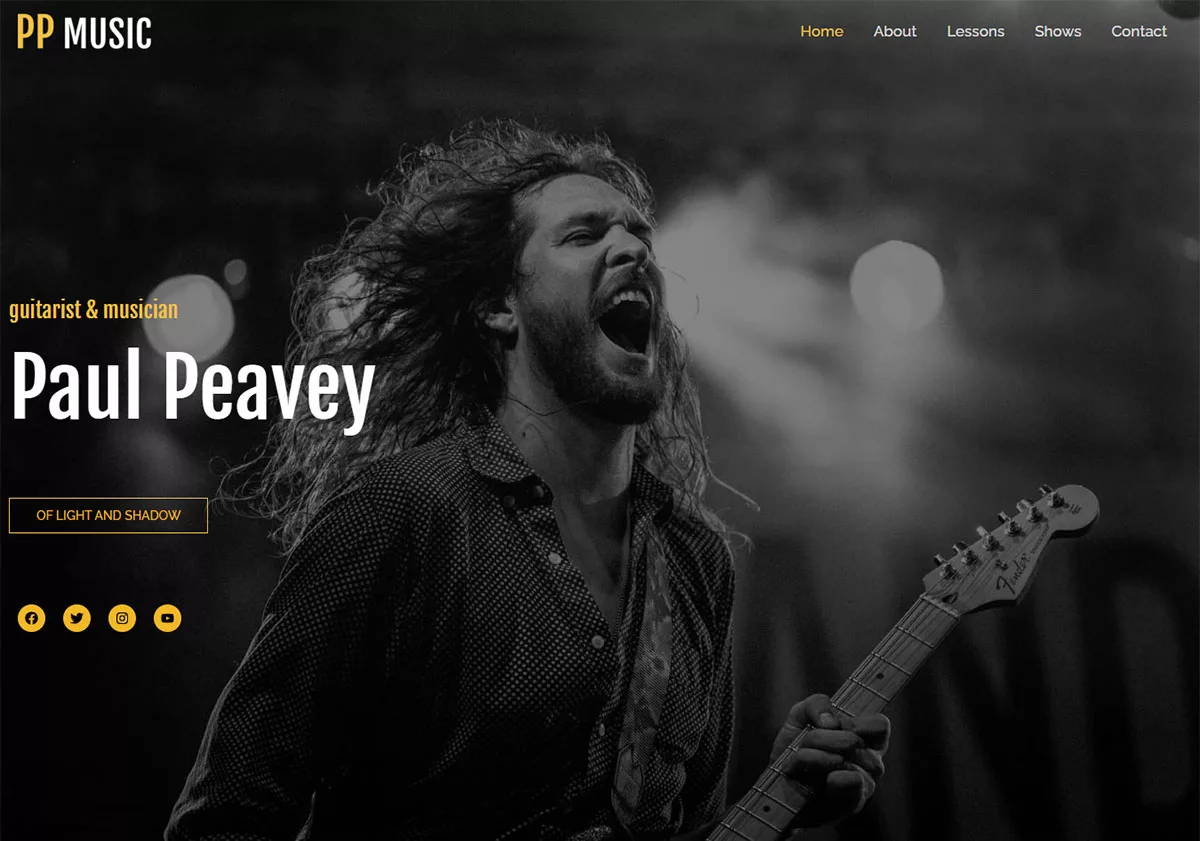 PP MUSIC
Home About Lessons Shows Contact
guitarist & musician
Paul Peavey
OF LIGHT AND SHADOW
Fender